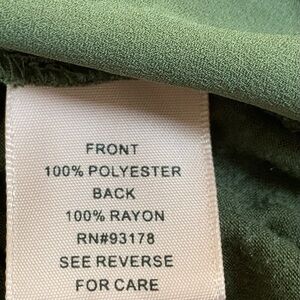 FRONT
100% POLYESTER
BACK
100% RAYON
RN#93178
SEE REVERSE
FOR CARE